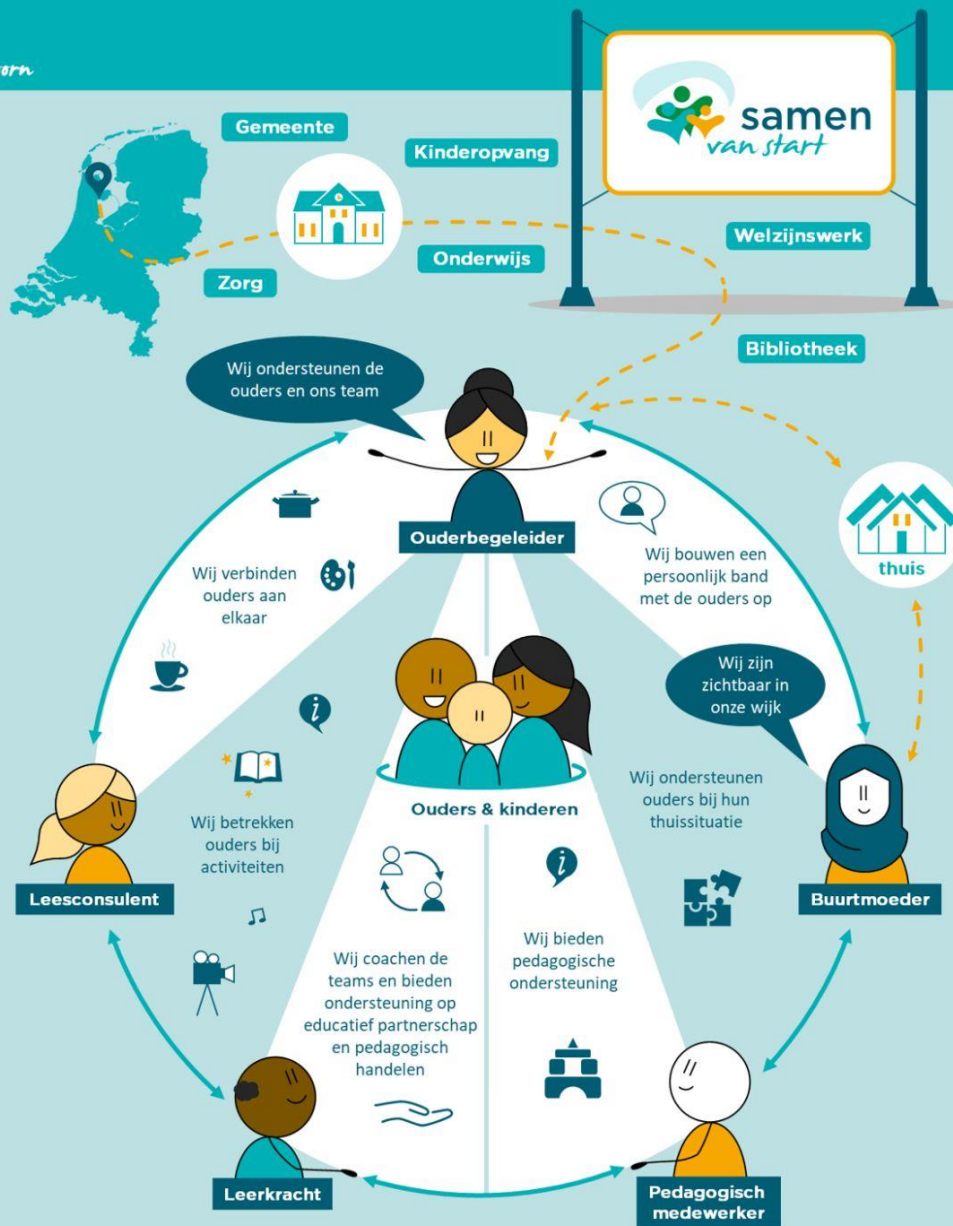 samen
van start
Gemeente
Kinderopvang
Welzijnswerk
Onderwijs
Zorg
Bibliotheek
Wij ondersteunen de
ouders en ons team
Ouderbegeleider
Wij verbinden
ouders aan
elkaar
Wij bouwen een
persoonlijk band
met de ouders op
thuis
Wij zijn
zichtbaar in
onze wijk
i
Ouders & kinderen
Wij betrekken
ouders bij
activiteiten
Wij ondersteunen
ouders bij hun
thuissituatie
Leesconsulent
i
Buurtmoeder
Wij coachen de
teams en bieden
ondersteuning op
educatief partnerschap
en pedagogisch
handelen
Wij bieden
pedagogische
ondersteuning
Leerkracht
Pedagogisch
medewerker